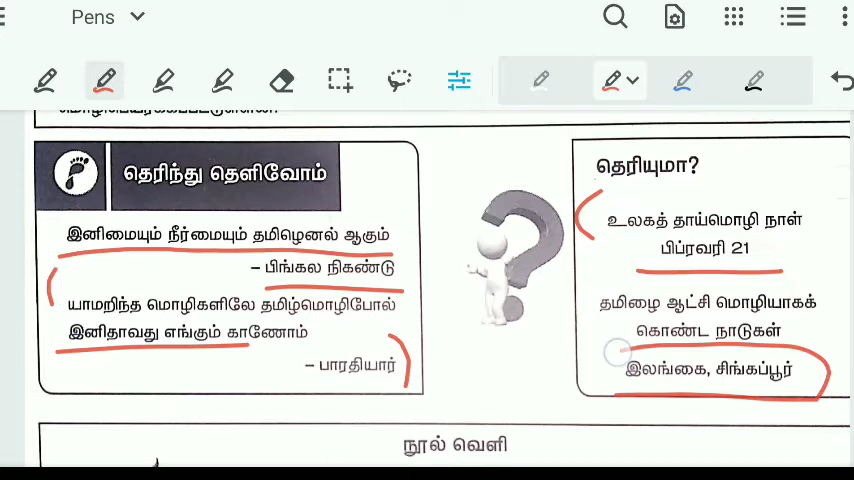 Pens
தெரிந்து தெளிவோம்
இனிமையும் நீர்மையும் தமிழெனல் ஆகும்
– பிங்கல நிகண்டு
யாமறிந்த மொழிகளிலே தமிழ்மொழிபோல்
இனிதாவது எங்கும் காணோம்
– பாரதியார்
தெரியுமா?
உலகத் தாய்மொழி நாள்
பிப்ரவரி 21
தமிழை ஆட்சி மொழியாகக்
கொண்ட நாடுகள்
இலங்கை, சிங்கப்பூர்
நூல் வெளி